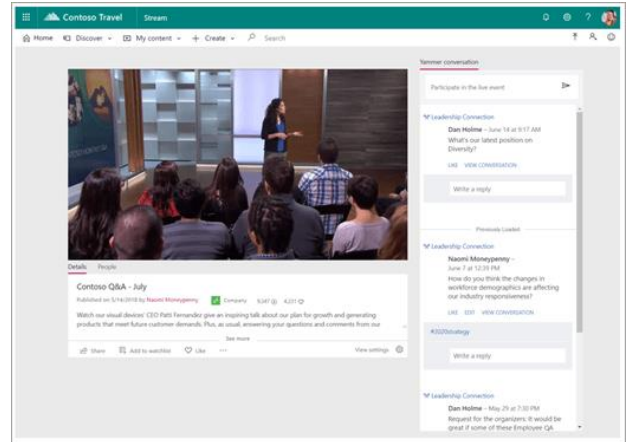 Contoso Travel Stream ?
Home Discover My content + Create Search
Yammer conversation
Participate in the live event
Leadership Connection
Dan Holme – June 14 at 9:17 AM
What's our latest position on
Diversity?
LIKE VIEW CONVERSATION
Write a reply
Previously Loaded
Leadership Connection
Naomi Moneypenny –
June 7 at 12:39 PM
How do you think the changes in
workforce demographics are affecting
our industry responsiveness?
LIKE EDIT VIEW CONVERSATION
#2020strategy
Write a reply
Leadership Connection
Dan Holme – May 29 at 7:30 PM
Request for the organizers: It would be
great if some of these Employee QA
Details People
Contoso Q&A - July
Published on 5/14/2018 by Naomi Moneypenny Company 9,247 4,231
Watch our visual devices' CEO Patti Fernandez give an inspiring talk about our plan for growth and generating
products that meet future customer demands. Plus, as usual, answering your questions and comments from our
See more
Share Add to watchlist Like ... View settings